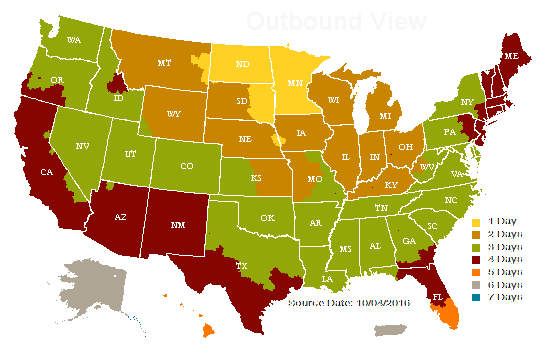 Outbound View
WA
MT
ND
MN
ME
OR
ID
WY
SD
WI
MI
NY
NE
IA
PA
NV
UT
CO
IL
IN
OH
CA
KS
MO
KY
WV
VA
AZ
NM
OK
AR
TN
NC
SC
MS
AL
GA
TX
LA
FL
1 Day
2 Days
3 Days
4 Days
5 Days
6 Days
7 Days
Source Date: 10/04/2016